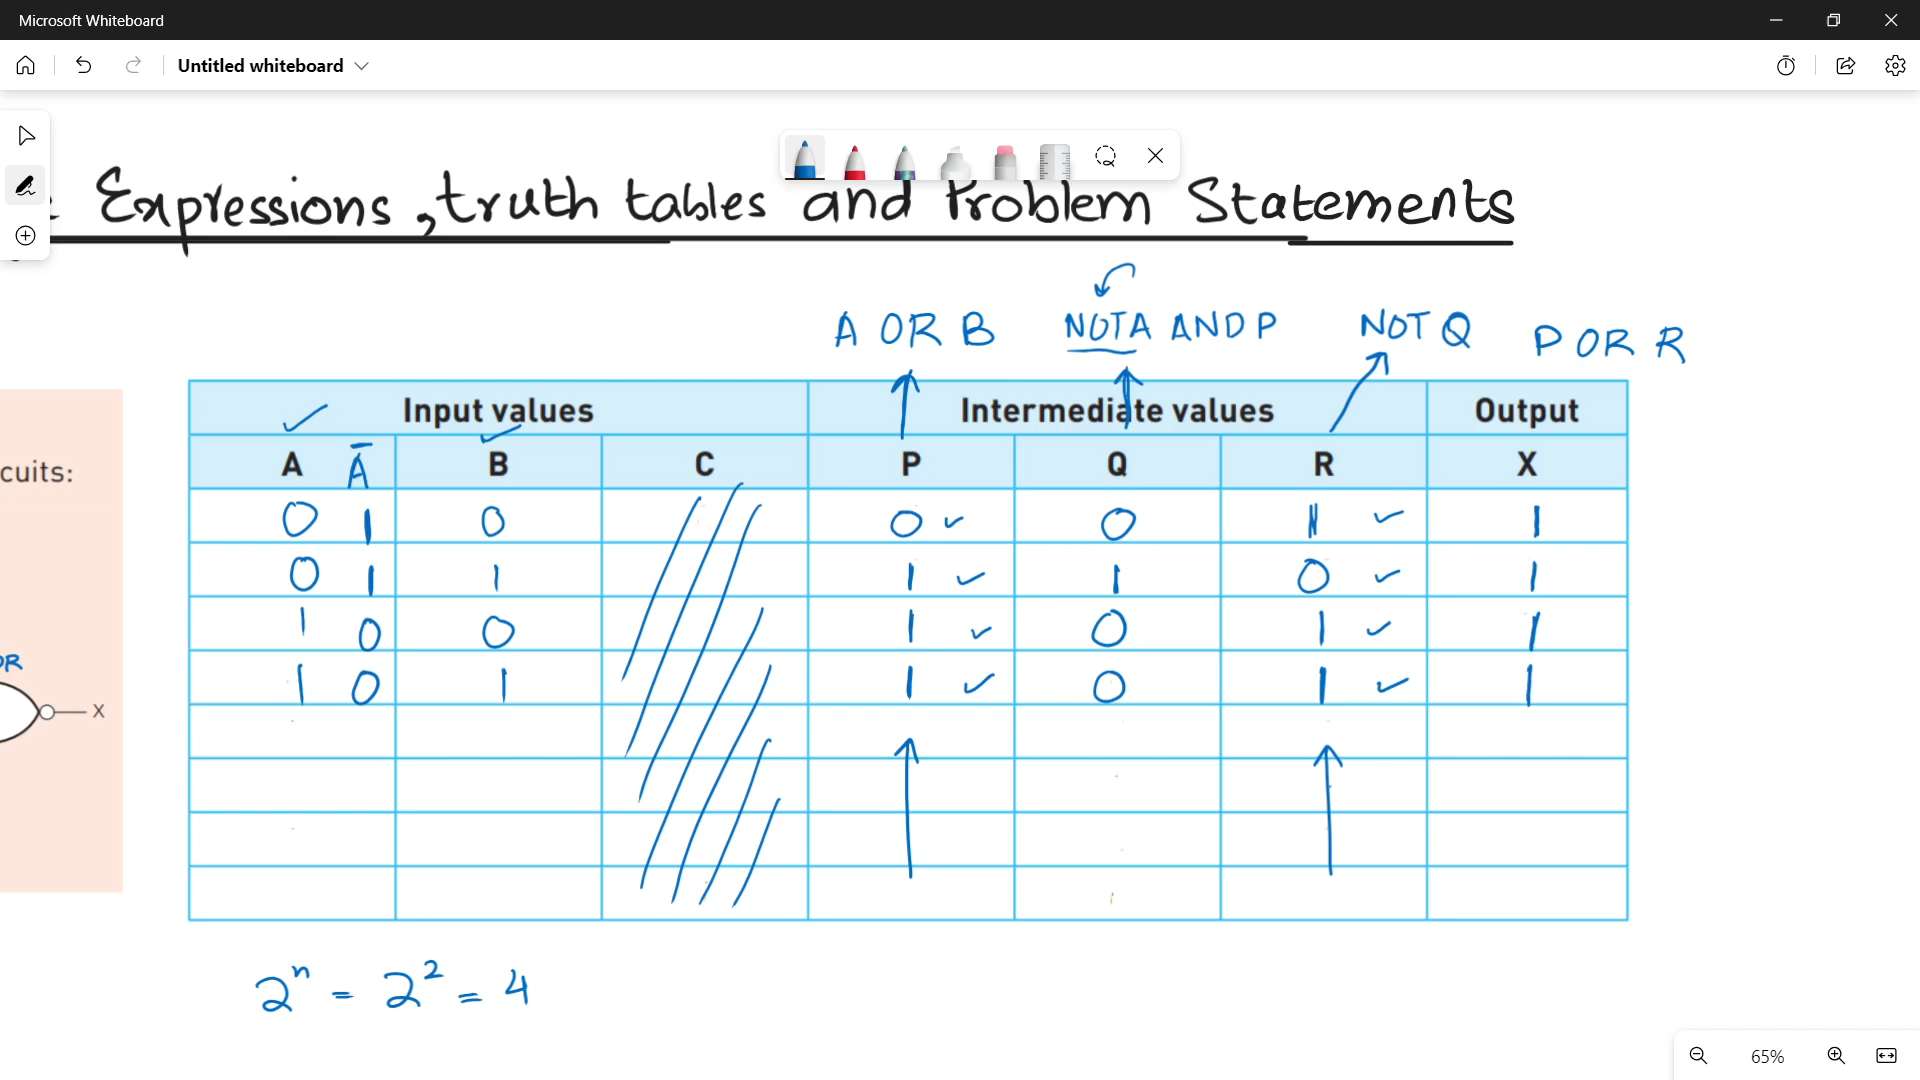 Microsoft Whiteboard
Untitled whiteboard
Expressions, truth tables and Problem Statements
A OR B NOTA AND P NOT Q P OR R
Input values Intermediate values Output
A Ā B C P Q R X
0 1 0 0 0 1 1
0 1 1 1 1 0 1
1 0 0 1 0 1 1
1 0 1 1 0 1 1
cuits:
OR
X
2ⁿ = 2² = 4
65%